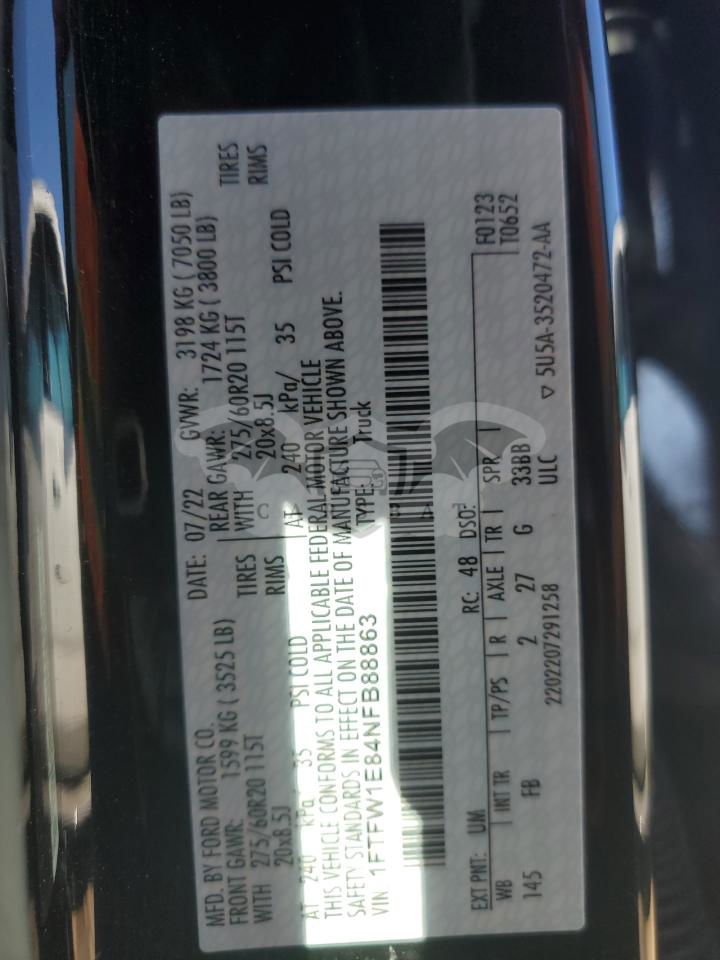 MFD. BY FORD MOTOR CO. DATE: 07/22 GVWR: 3198 KG ( 7050 LB)
FRONT GAWR: 1599 KG ( 3525 LB) REAR GAWR: 1724 KG ( 3800 LB)
WITH 275/60R20 115T TIRES WITH 275/60R20 115T TIRES
20x8.5J RIMS 20x8.5J RIMS
AT 240 kPa 35 PSI COLD AT 240 kPa/ 35 PSI COLD
THIS VEHICLE CONFORMS TO ALL APPLICABLE FEDERAL MOTOR VEHICLE
SAFETY STANDARDS IN EFFECT ON THE DATE OF MANUFACTURE SHOWN ABOVE.
VIN 1FTFW1E84NFB88863 TYPE: Truck
EXT PNT: UM RC: 48 DSO: F0123
WB INT TR TP/PS R AXLE TR SPR T0652
145 FB 2 27 G 33BB
ULC
2202207291258 ▽ 5U5A-3520472-AA